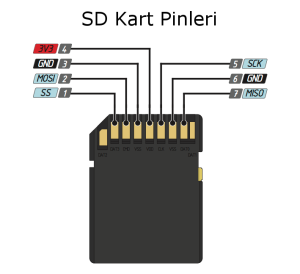 SD Kart Pinleri
3V3 4
GND 3
MOSI 2
SS 1
5 SCK
6 GND
7 MISO